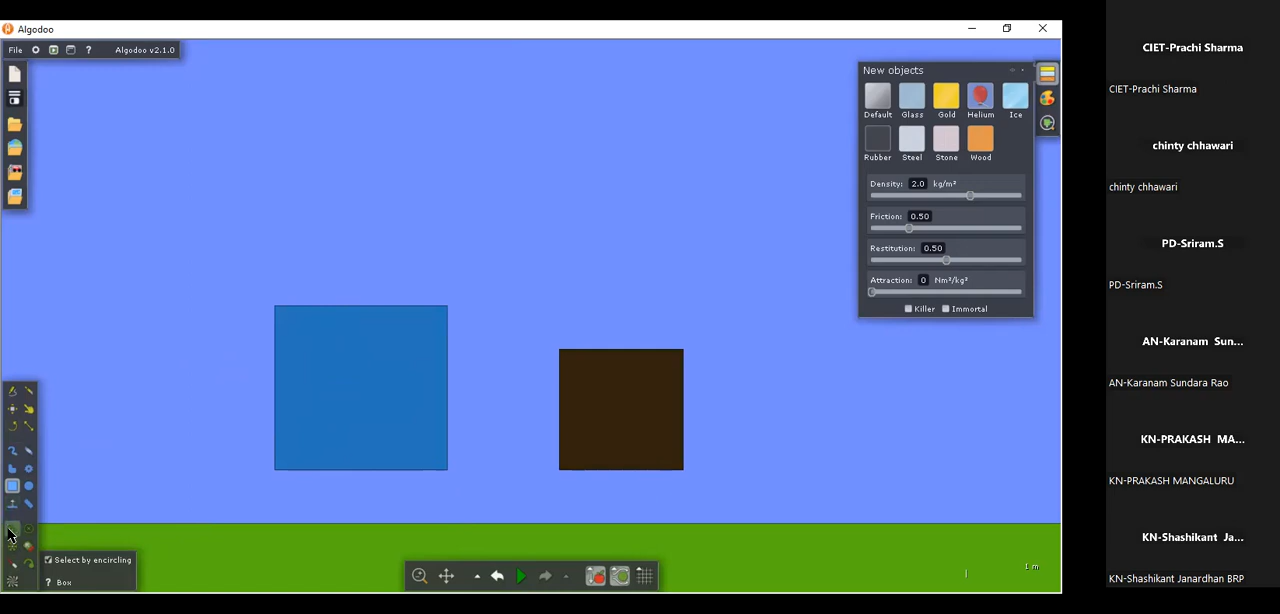 Algodoo
File ? Algodoo v2.1.0
New objects
Default Glass Gold Helium Ice
Rubber Steel Stone Wood
Density: 2.0 kg/m²
Friction: 0.50
Restitution: 0.50
Attraction: 0 Nm²/kg²
Killer Immortal
Select by encircling
? Box
1 m
CIET-Prachi Sharma
CIET-Prachi Sharma
chinty chhawari
chinty chhawari
PD-Sriram.S
PD-Sriram.S
AN-Karanam Sun...
AN-Karanam Sundara Rao
KN-PRAKASH MA...
KN-PRAKASH MANGALURU
KN-Shashikant Ja...
KN-Shashikant Janardhan BRP